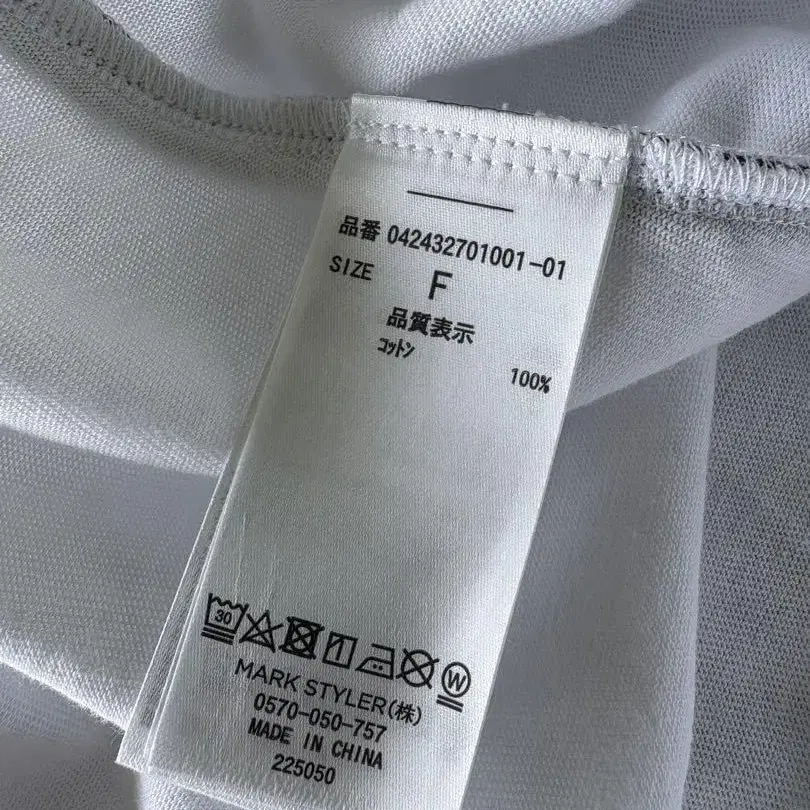 品番 042432701001-01
SIZE F
品質表示
コットン
100%
30
W
MARK STYLER(株)
0570-050-757
MADE IN CHINA
225050